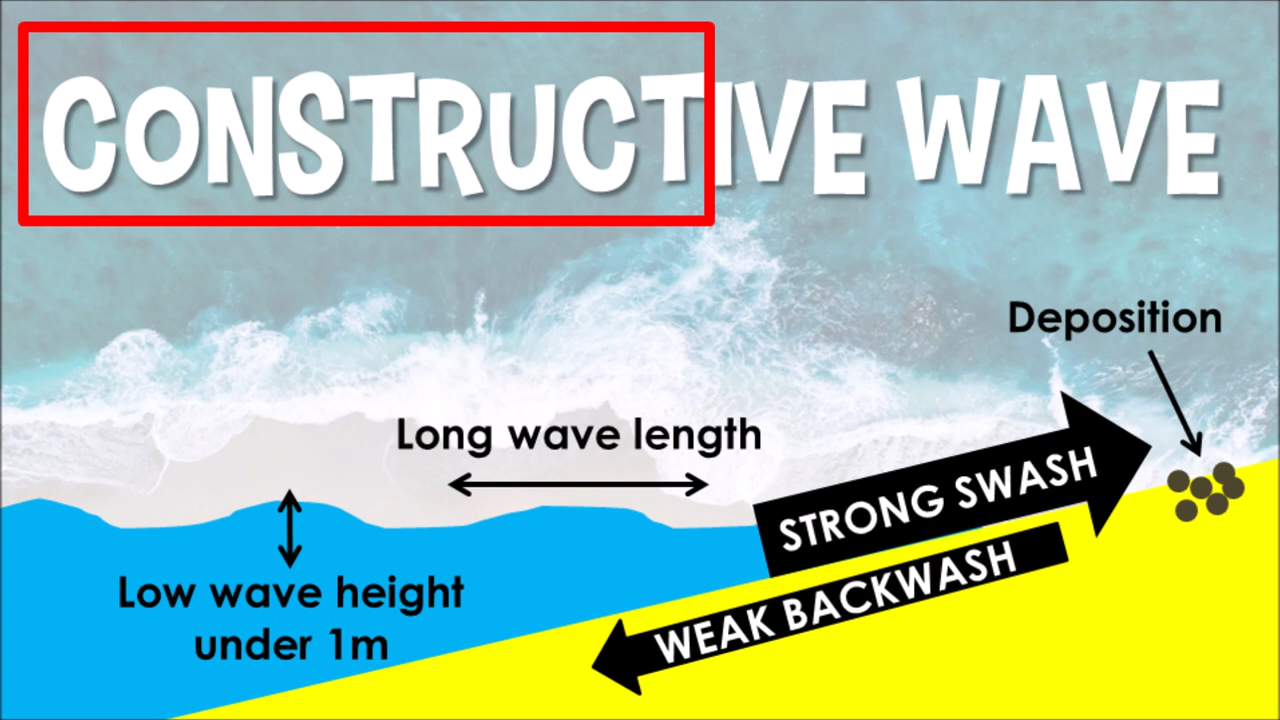 CONSTRUCTIVE WAVE
Deposition
Long wave length
STRONG SWASH
WEAK BACKWASH
Low wave height
under 1m